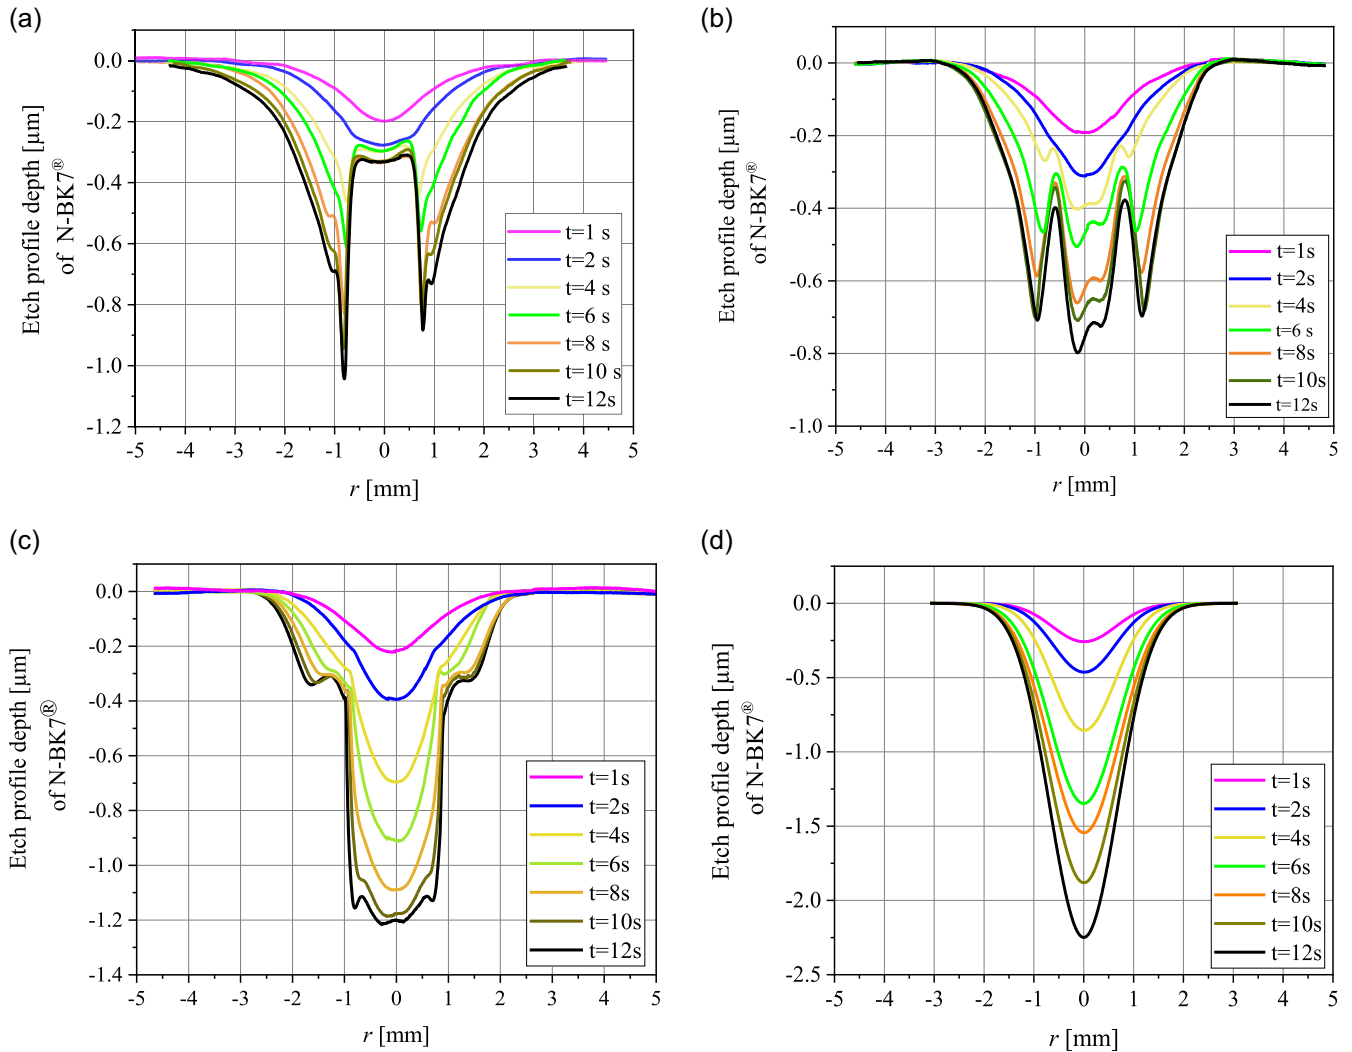 (a)
0.0
-0.2
-0.4
-0.6
-0.8
-1.0
-1.2
-5 -4 -3 -2 -1 0 1 2 3 4 5
Etch profile depth [µm]
of N-BK7®
r [mm]
t=1 s
t=2 s
t=4 s
t=6 s
t=8 s
t=10 s
t=12s
(b)
0.0
-0.2
-0.4
-0.6
-0.8
-1.0
-5 -4 -3 -2 -1 0 1 2 3 4 5
Etch profile depth [µm]
of N-BK7®
r [mm]
t=1s
t=2s
t=4s
t=6 s
t=8s
t=10s
t=12s
(c)
0.0
-0.2
-0.4
-0.6
-0.8
-1.0
-1.2
-1.4
-5 -4 -3 -2 -1 0 1 2 3 4 5
Etch profile depth [µm]
of N-BK7®
r [mm]
t=1s
t=2s
t=4s
t=6s
t=8s
t=10s
t=12s
(d)
0.0
-0.5
-1.0
-1.5
-2.0
-2.5
-5 -4 -3 -2 -1 0 1 2 3 4 5
Etch profile depth [µm]
of N-BK7®
r [mm]
t=1s
t=2s
t=4s
t=6s
t=8s
t=10s
t=12s